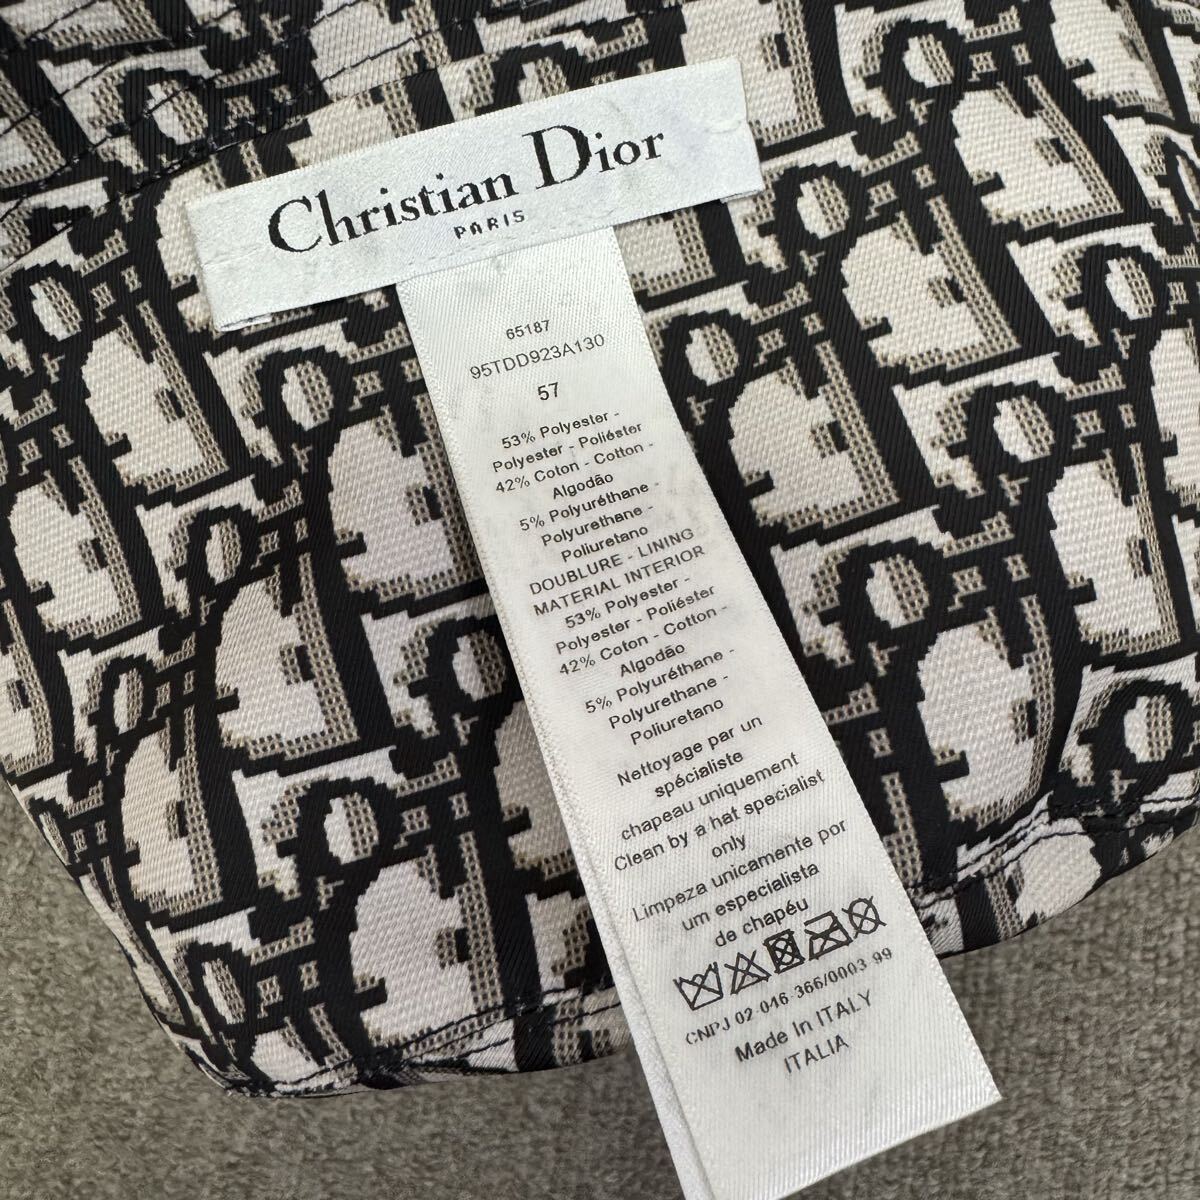 Christian Dior
PARIS
65187
95TDD923A130
57
53% Polyester -
Polyester - Poliéster
42% Coton - Cotton -
Algodão
5% Polyuréthane -
Polyurethane -
Poliuretano
DOUBLURE - LINING -
MATERIAL INTERIOR
53% Polyester -
Polyester - Poliéster
42% Coton - Cotton -
Algodão
5% Polyuréthane -
Polyurethane -
Poliuretano
Nettoyage par un
spécialiste
chapeau uniquement
Clean by a hat specialist
only
Limpeza unicamente por
um especialista
de chapéu
CNPJ 02-016-366/0003-99
Made In ITALY
ITALIA